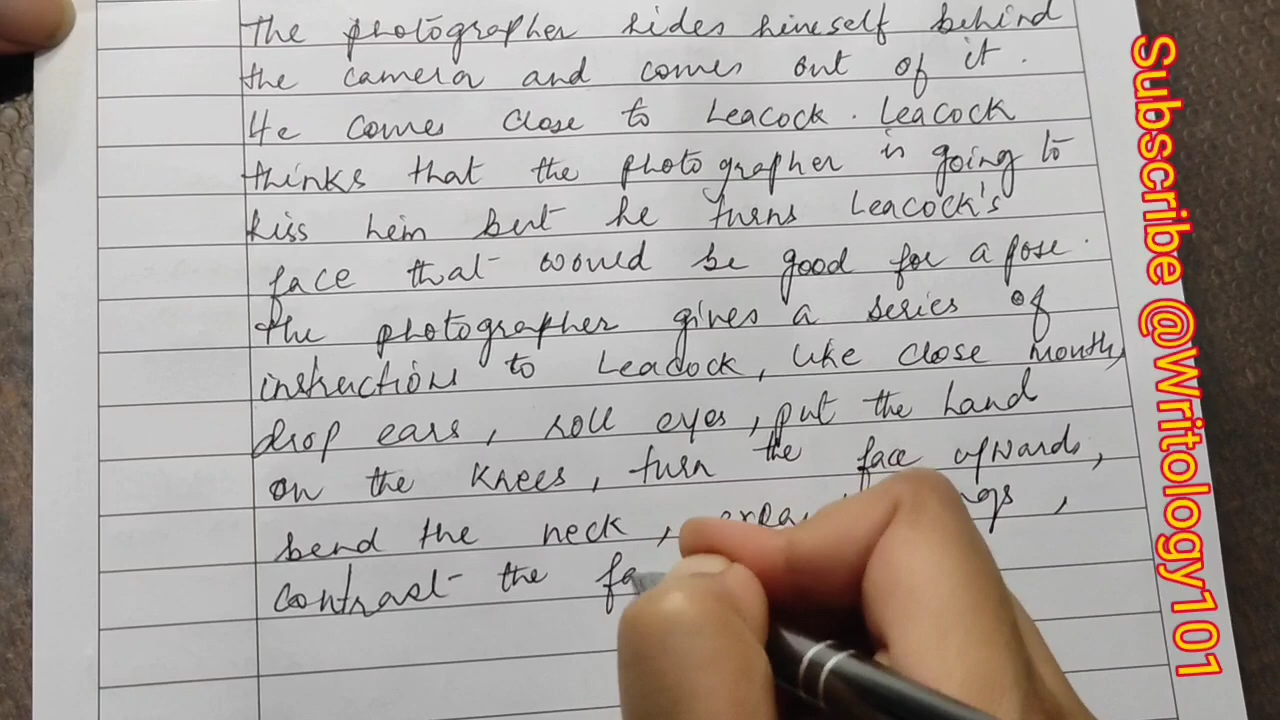 The photographer hides himself behind
the camera and comes out of it.
He comes close to Leacock. Leacock
thinks that the photographer is going to
kiss him but he turns Leacock's
face that would be good for a pose.
The photographer gives a series of
instruction to Leacock, like close mouth,
drop ears, roll eyes, put the hand
on the knees, turn the face upwards,
bend the neck,
contrast the fa
Subscribe @Writology101